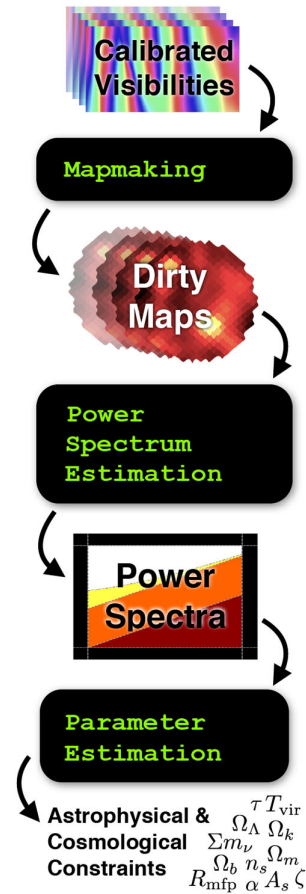 Calibrated
Visibilities
Mapmaking
Dirty
Maps
Power
Spectrum
Estimation
Power
Spectra
Parameter
Estimation
Astrophysical &
Cosmological
Constraints
τ T_vir
Ω_Λ Ω_k
Σm_ν Ω_m
Ω_b n_s
R_mfp α A_s ζ